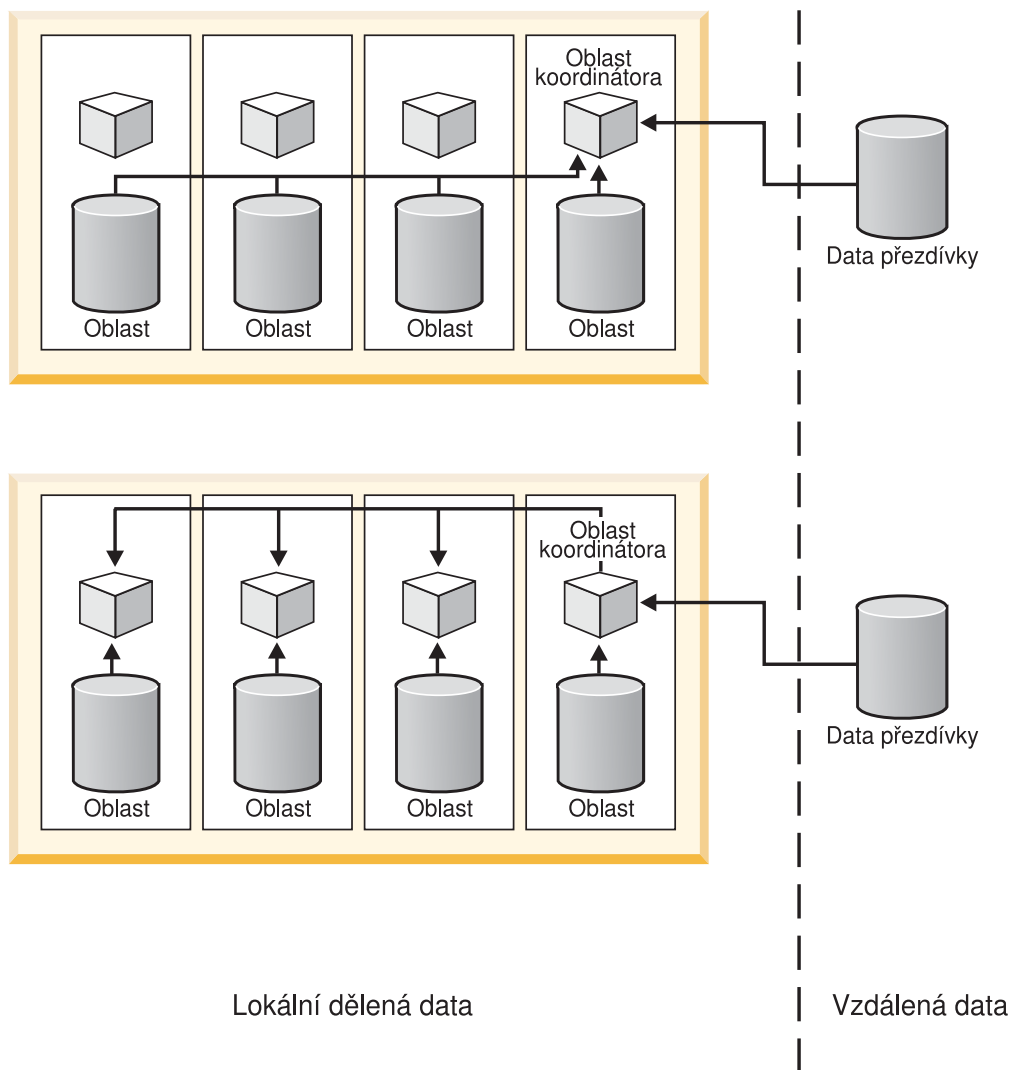 Oblast
koordinátora
Oblast
Oblast
Oblast
Oblast
Data přezdívky
Oblast
koordinátora
Oblast
Oblast
Oblast
Oblast
Data přezdívky
Lokální dělená data
Vzdálená data